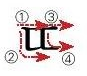 ① ③
u
② ④